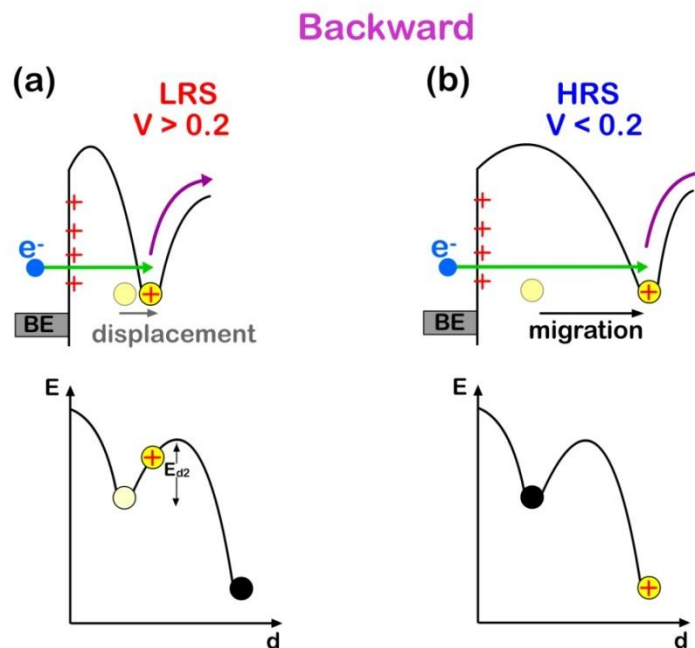 Backward
(a)
LRS
V > 0.2
+
+
+
+
e-
+
BE
displacement
E
+
Ed2
d
(b)
HRS
V < 0.2
+
+
+
+
e-
+
BE
migration
E
+
d